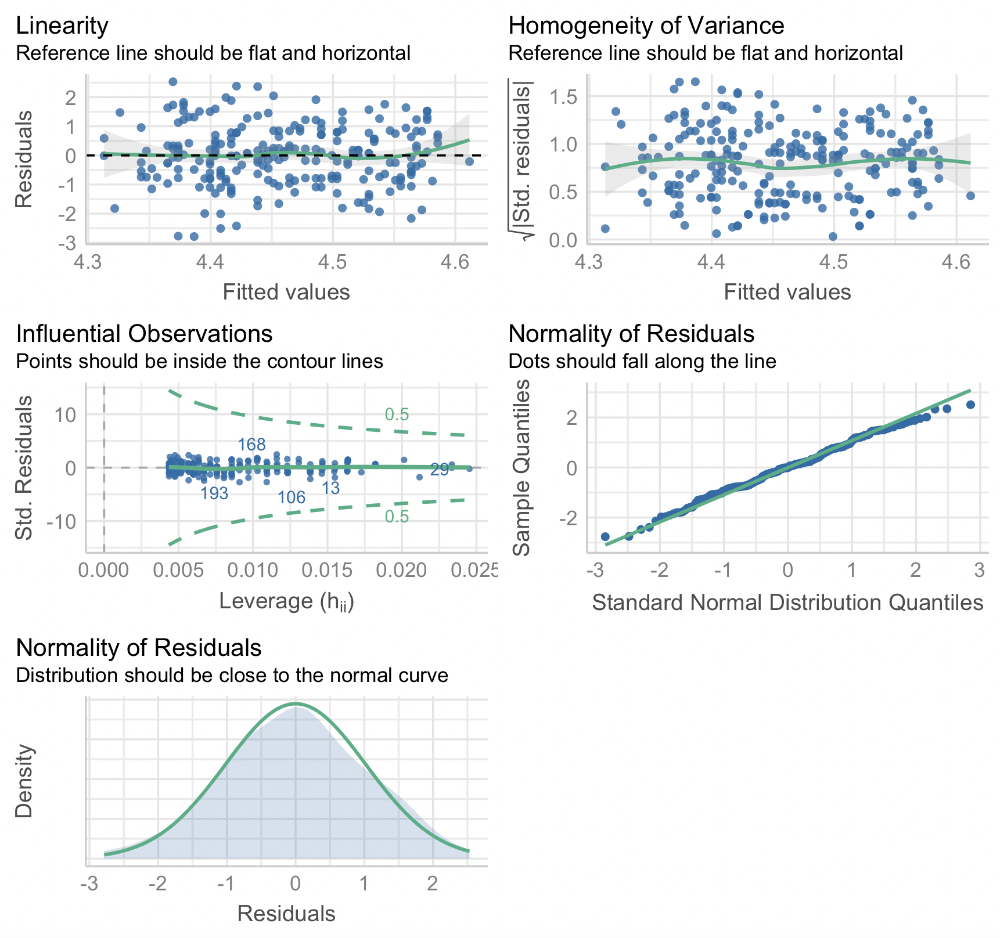 Linearity
Reference line should be flat and horizontal
Residuals
2
1
0
-1
-2
-3
4.3 4.4 4.5 4.6
Fitted values
Homogeneity of Variance
Reference line should be flat and horizontal
√|Std. residuals|
1.5
1.0
0.5
0.0
4.3 4.4 4.5 4.6
Fitted values
Influential Observations
Points should be inside the contour lines
Std. Residuals
10
0
-10
0.5
168
29
193
106
13
0.5
0.000 0.005 0.010 0.015 0.020 0.025
Leverage (hii)
Normality of Residuals
Dots should fall along the line
Sample Quantiles
2
0
-2
-3 -2 -1 0 1 2 3
Standard Normal Distribution Quantiles
Normality of Residuals
Distribution should be close to the normal curve
Density
-3 -2 -1 0 1 2
Residuals